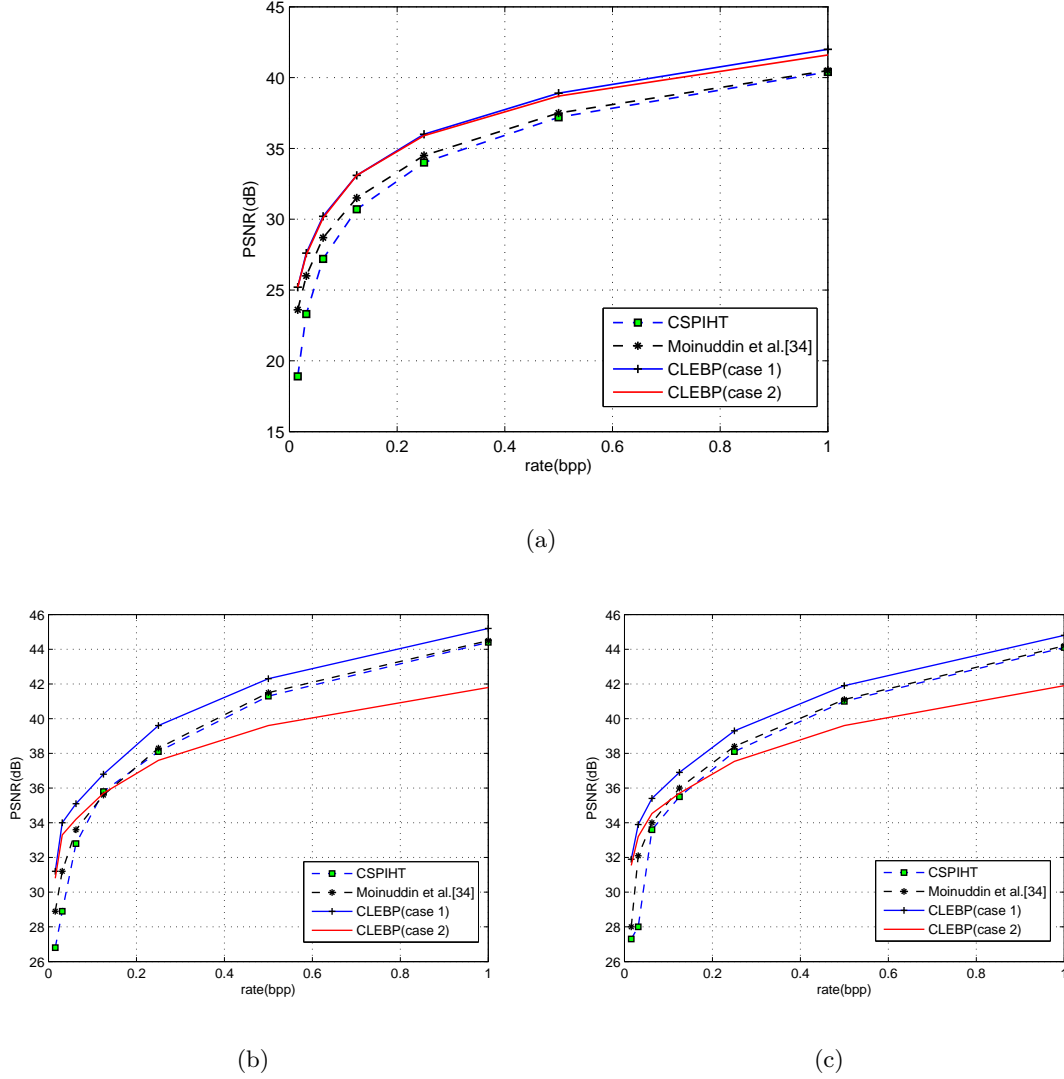 45
40
35
30
25
20
15
PSNR(dB)
0
0.2
0.4
0.6
0.8
1
rate(bpp)
CSPIHT
Moinuddin et al.[34]
CLEBP(case 1)
CLEBP(case 2)
(a)
46
44
42
40
38
36
34
32
30
28
26
PSNR(dB)
0
0.2
0.4
0.6
0.8
1
rate(bpp)
CSPIHT
Moinuddin et al.[34]
CLEBP(case 1)
CLEBP(case 2)
(b)
46
44
42
40
38
36
34
32
30
28
26
PSNR(dB)
0
0.2
0.4
0.6
0.8
1
rate(bpp)
CSPIHT
Moinuddin et al.[34]
CLEBP(case 1)
CLEBP(case 2)
(c)